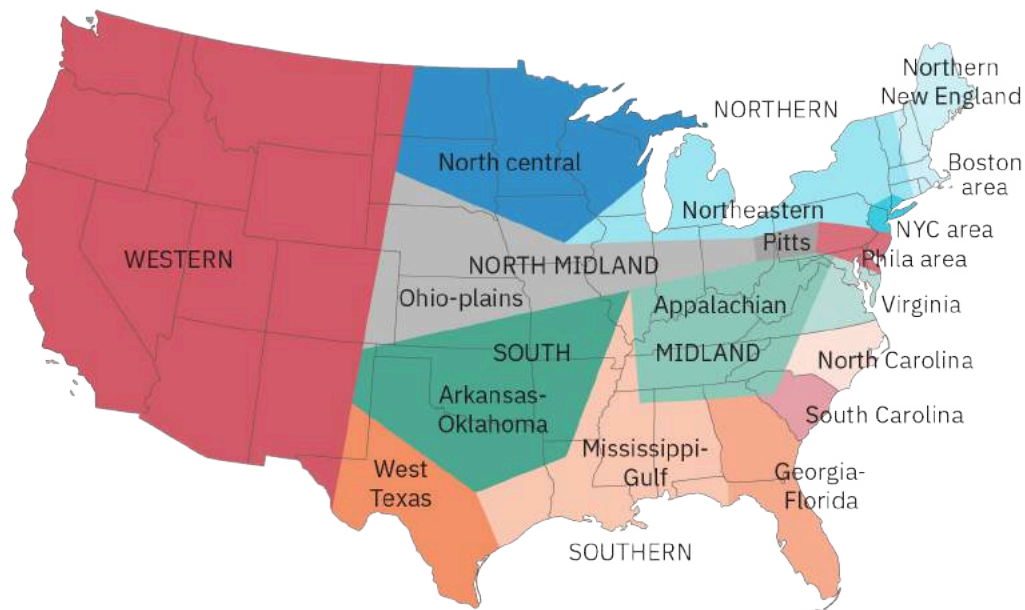 Northern
New England
NORTHERN
North central
Boston
area
Northeastern
NYC area
Pitts
Phila area
WESTERN
NORTH MIDLAND
Ohio-plains
Appalachian
Virginia
SOUTH
MIDLAND
North Carolina
Arkansas-
Oklahoma
South Carolina
Mississippi-
Gulf
West
Texas
Georgia-
Florida
SOUTHERN